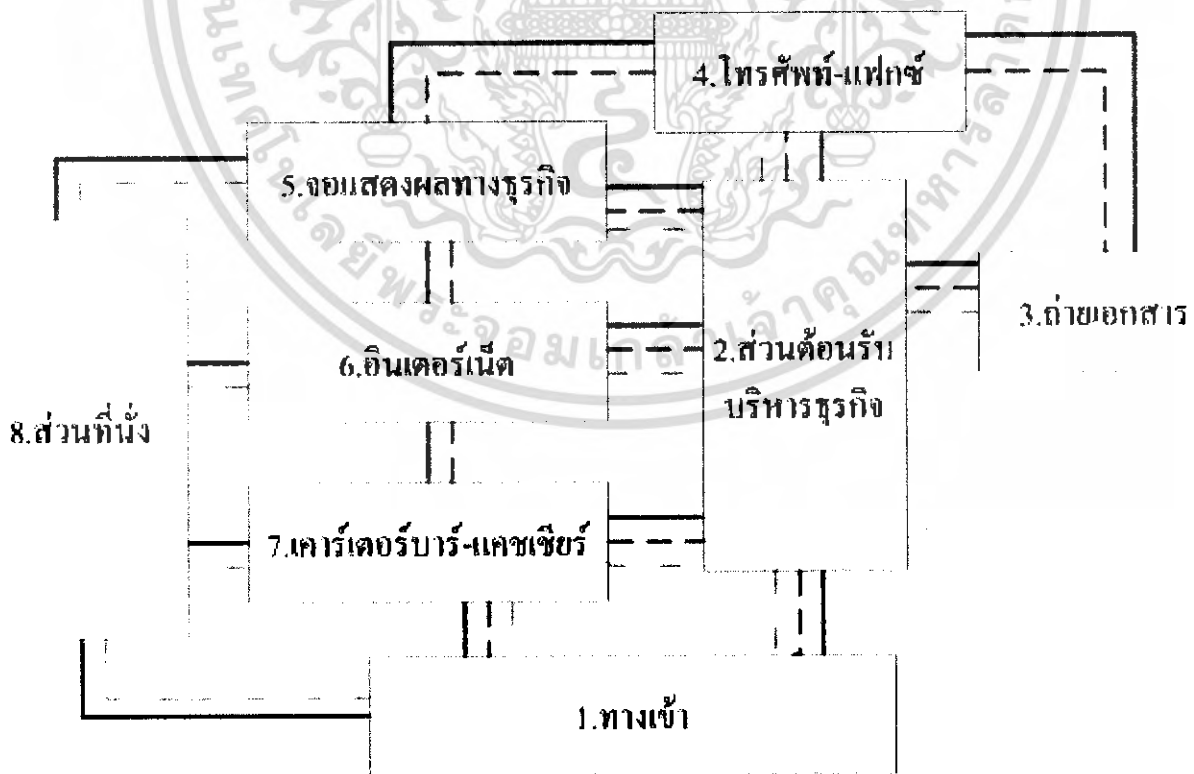 4.โทรศัพท์-แฟกซ์
5.จอแสดงผลทางธุรกิจ
3.ถ่ายเอกสาร
6.อินเตอร์เน็ต
2.ส่วนต้อนรับ
บริหารธุรกิจ
8.ส่วนที่นั่ง
7.เคาร์เตอร์บาร์-แคชเชียร์
1.ทางเข้า